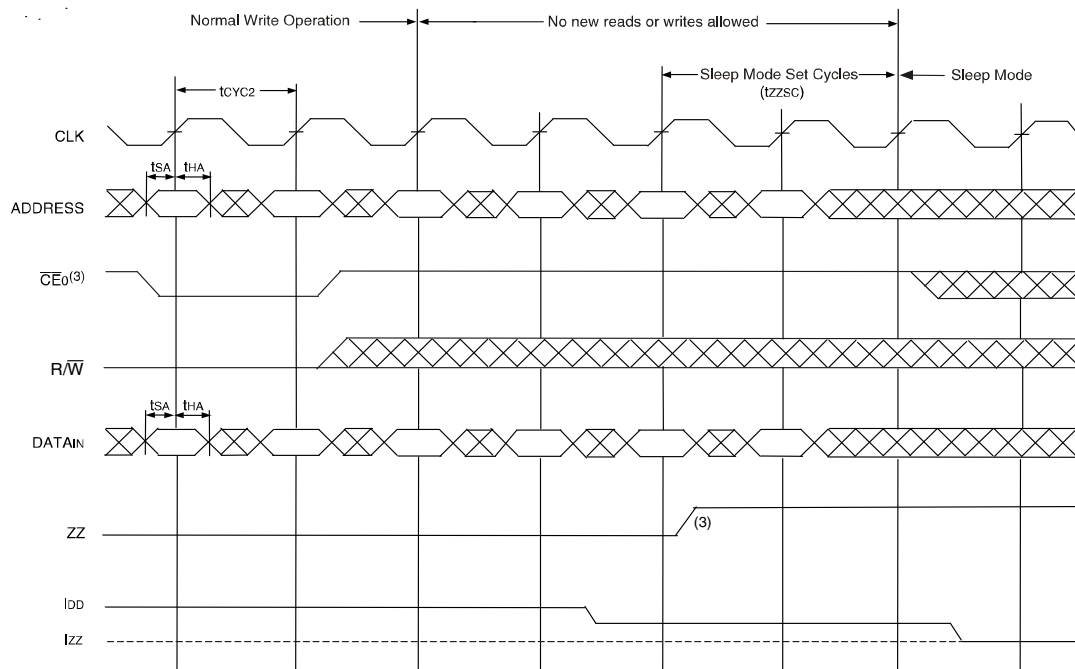 Normal Write Operation
No new reads or writes allowed
Sleep Mode Set Cycles
(tZZSC)
Sleep Mode
tCYC2
CLK
tSA
tHA
ADDRESS
CE0(3)
R/W
tSA
tHA
DATAIN
ZZ
(3)
IDD
IZZ